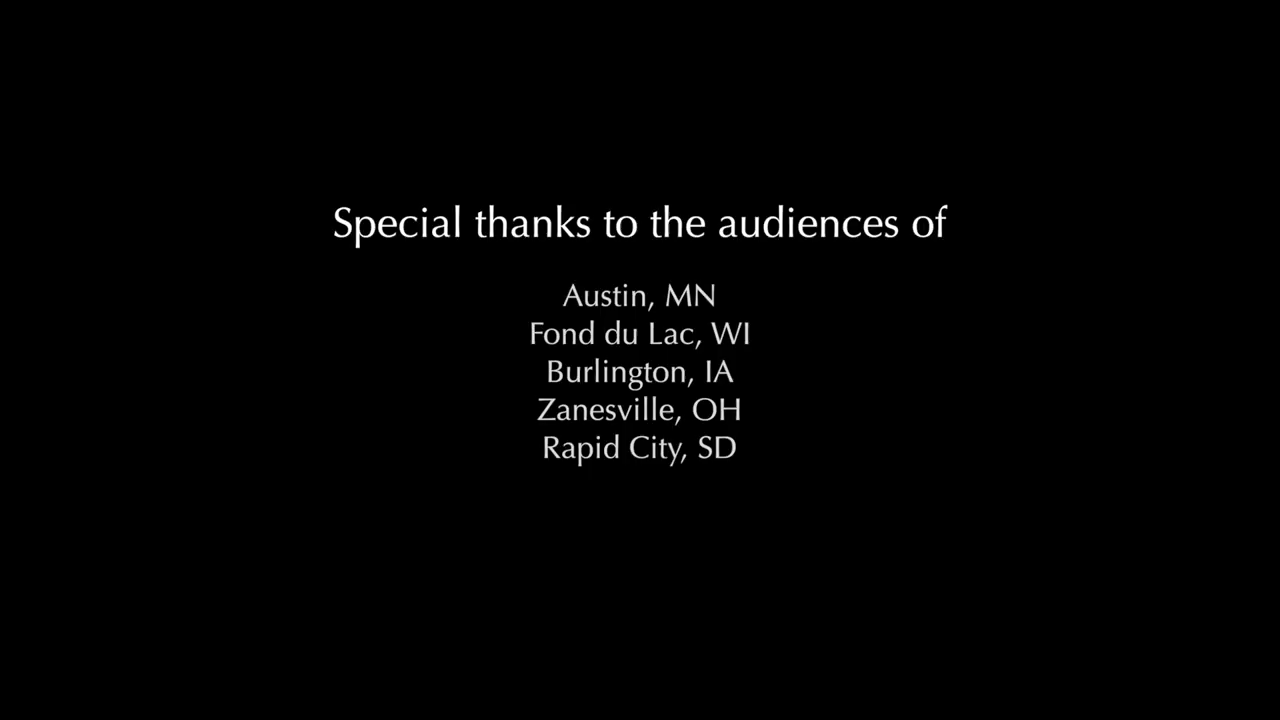 Special thanks to the audiences of
Austin, MN
Fond du Lac, WI
Burlington, IA
Zanesville, OH
Rapid City, SD